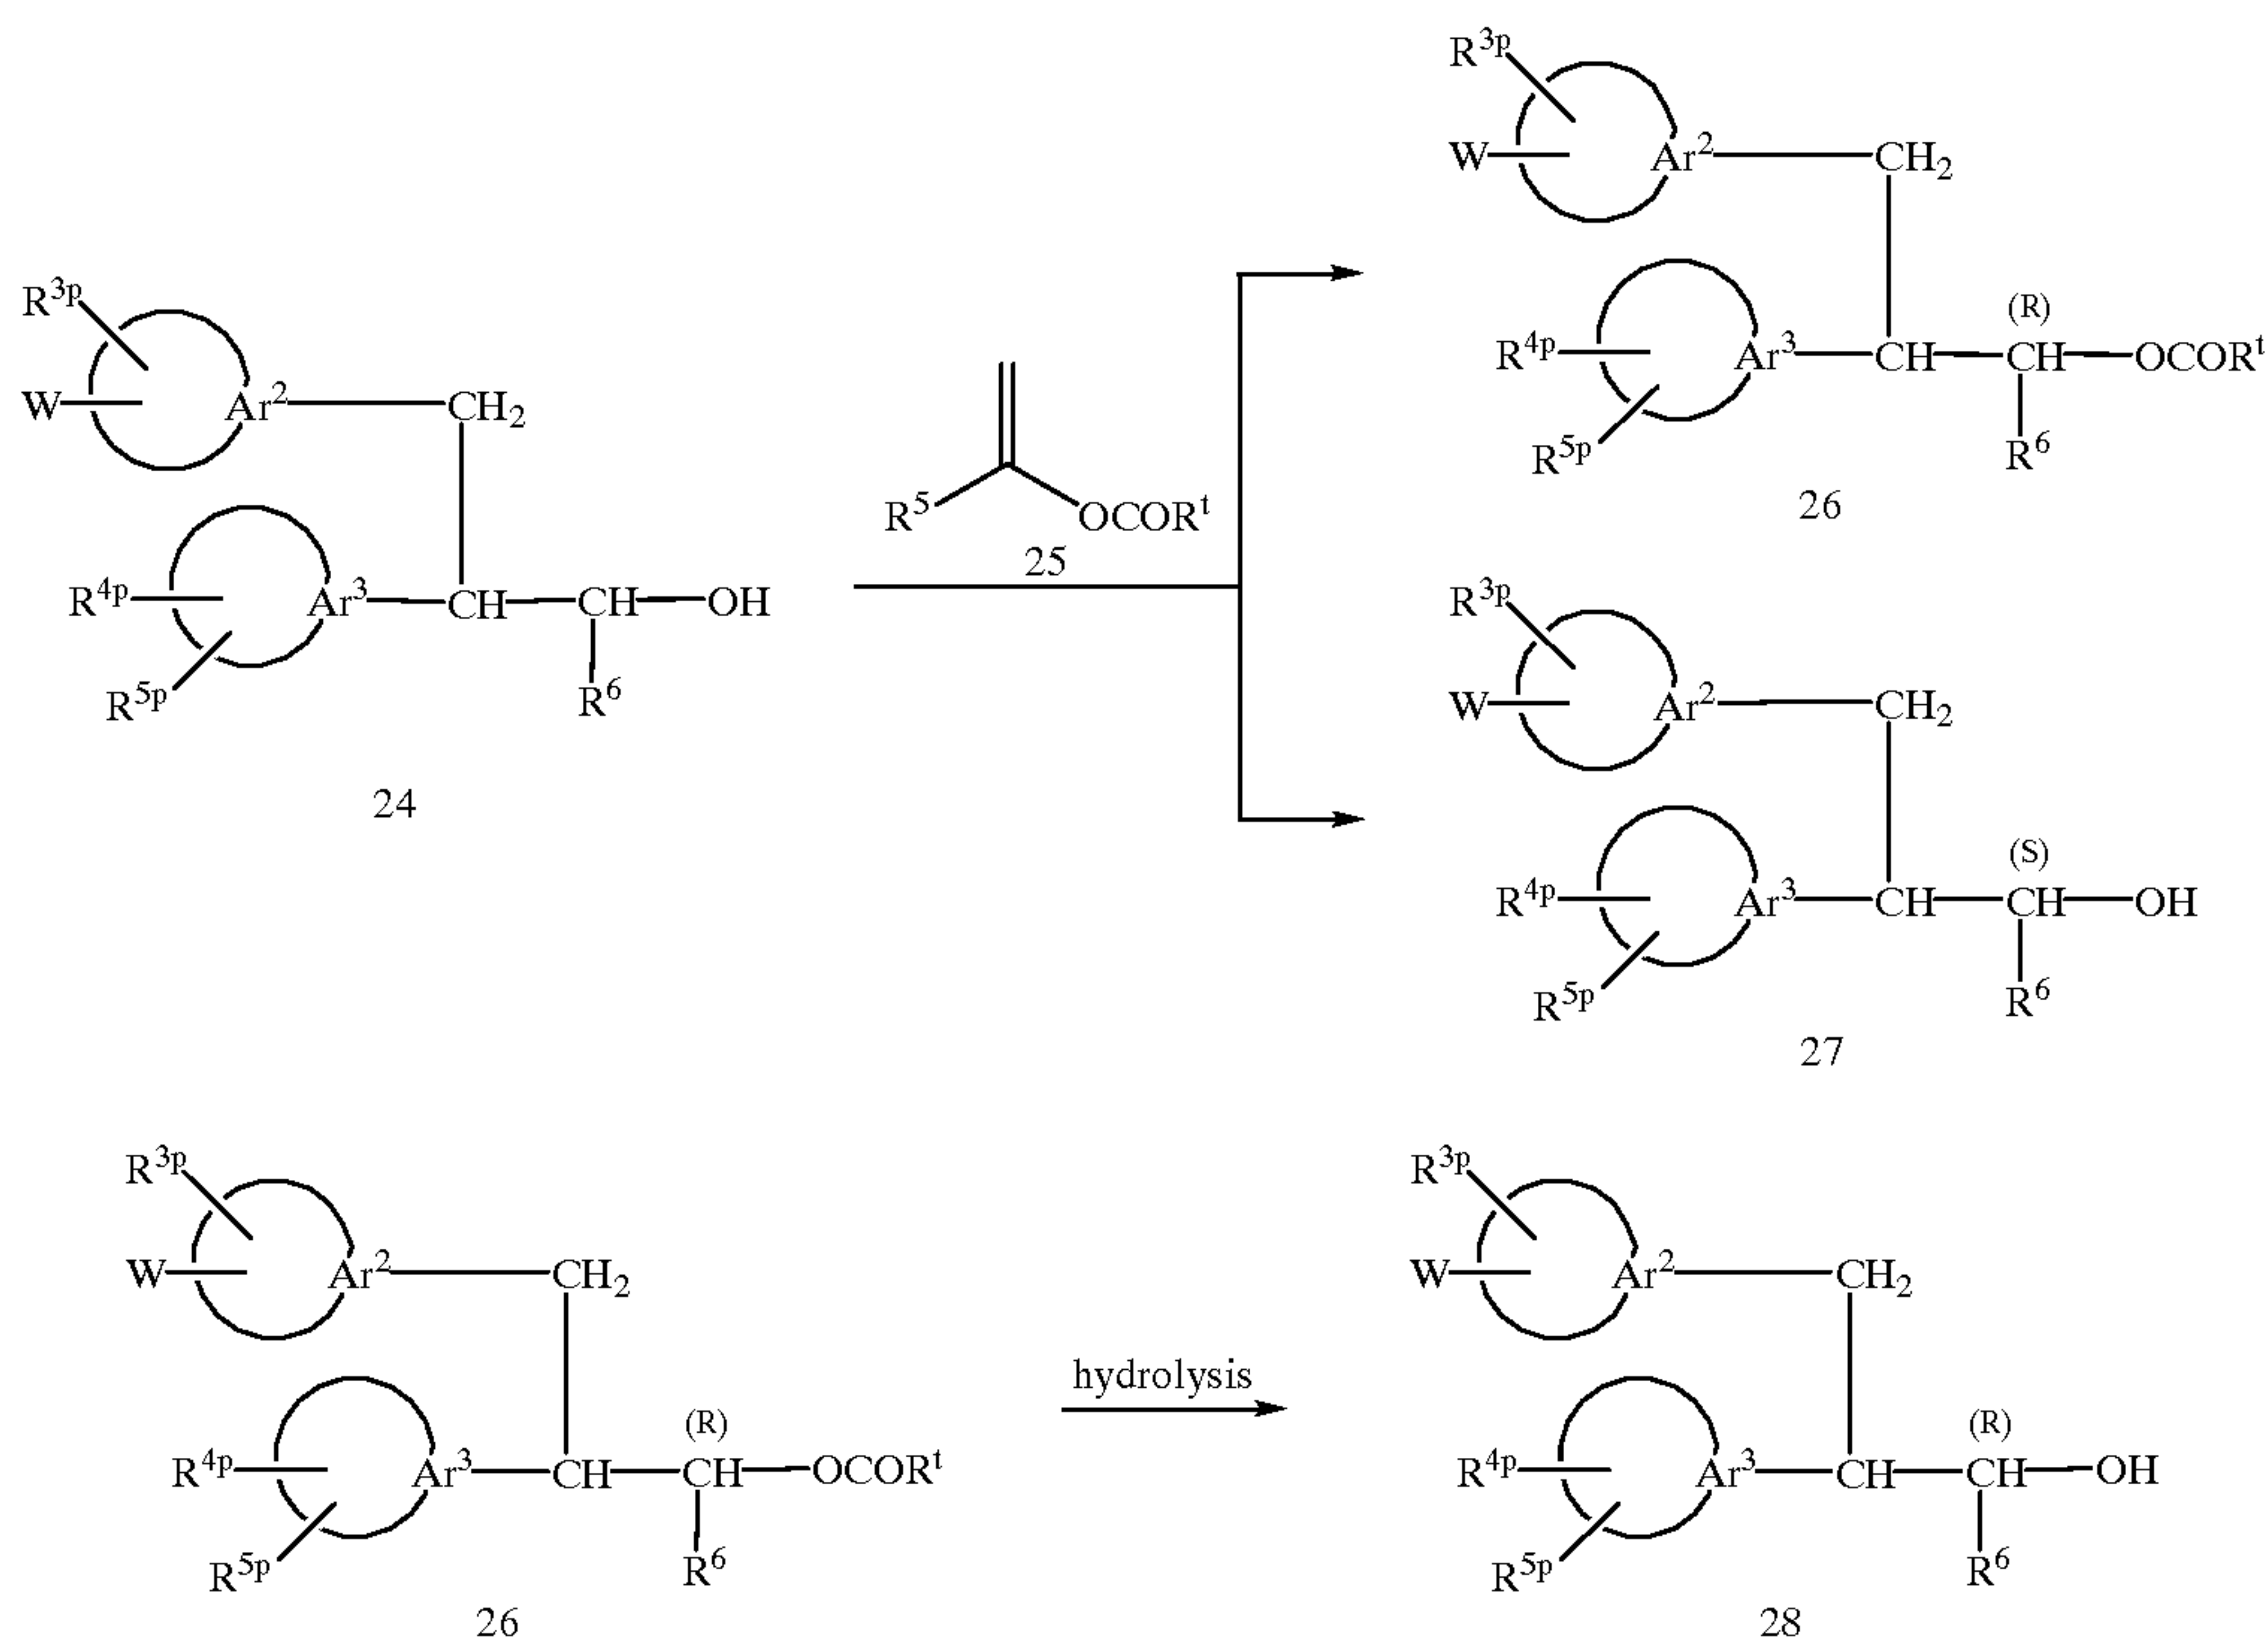 R³ᵖ
W
Ar²
CH₂
R⁴ᵖ
Ar³
CH
CH
OH
R⁵ᵖ
R⁶
24
R⁵
OCORᵗ
25
R³ᵖ
W
Ar²
CH₂
(R)
R⁴ᵖ
Ar³
CH
CH
OCORᵗ
R⁵ᵖ
R⁶
26
R³ᵖ
W
Ar²
CH₂
(S)
R⁴ᵖ
Ar³
CH
CH
OH
R⁵ᵖ
R⁶
27
R³ᵖ
W
Ar²
CH₂
(R)
R⁴ᵖ
Ar³
CH
CH
OCORᵗ
R⁵ᵖ
R⁶
26
hydrolysis
R³ᵖ
W
Ar²
CH₂
(R)
R⁴ᵖ
Ar³
CH
CH
OH
R⁵ᵖ
R⁶
28